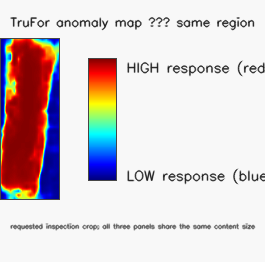 TruFor anomaly map ??? same region
HIGH response (red
LOW response (blue
requested inspection crop; all three panels share the same content size